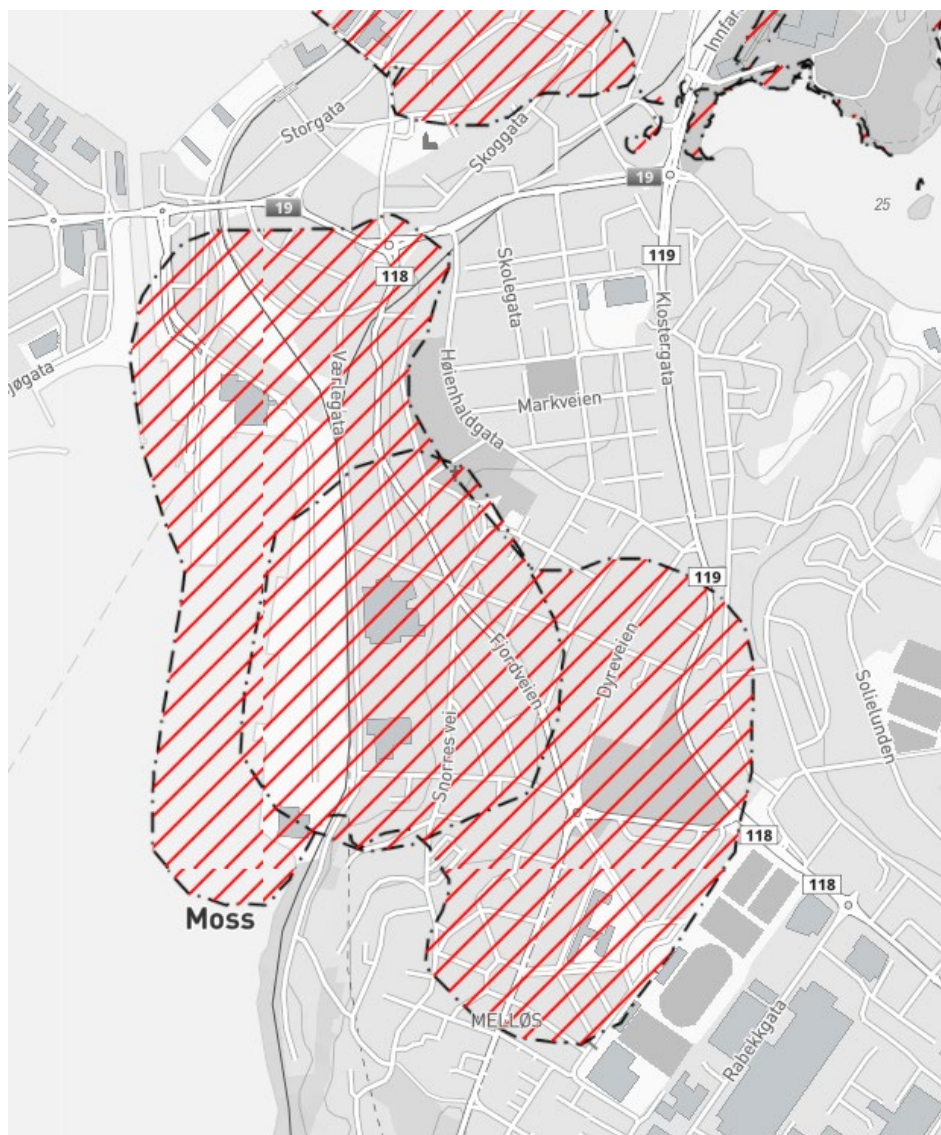 Innfar
Storgata
Skoggata
19
19
25
118
119
Skolegata
Klostergata
Værlegata
Høienhaldgata
jøgata
Markveien
119
Fjordveien
Dyreveien
Solielunden
Snorres vei
118
118
Moss
MELLØS
Rabekkgata